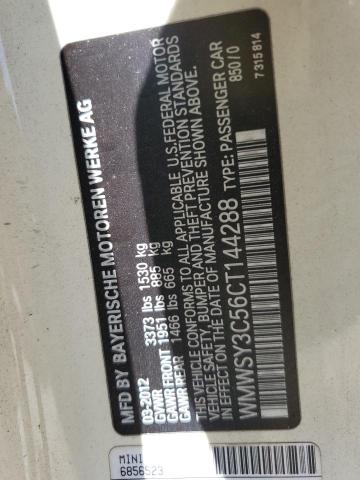 MFD BY BAYERISCHE MOTOREN WERKE AG
03-2012
GVWR 3373 lbs 1530 kg
GAWR FRONT 1951 lbs 885 kg
GAWR REAR 1466 lbs 665 kg
THIS VEHICLE CONFORMS TO ALL APPLICABLE U.S. FEDERAL MOTOR
VEHICLE SAFETY, BUMPER AND THEFT PREVENTION STANDARDS
IN EFFECT ON THE DATE OF MANUFACTURE SHOWN ABOVE.
WMWSY3C56CT144288 TYPE: PASSENGER CAR
850/0
7315814
MINI
6856523